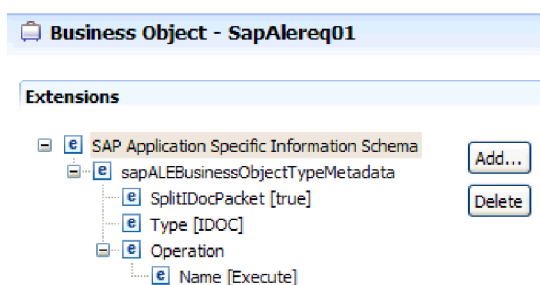 Business Object - SapAlereq01
Extensions
SAP Application Specific Information Schema
Add...
sapALEBusinessObjectTypeMetadata
SplitIDocPacket [true]
Delete
Type [IDOC]
Operation
Name [Execute]